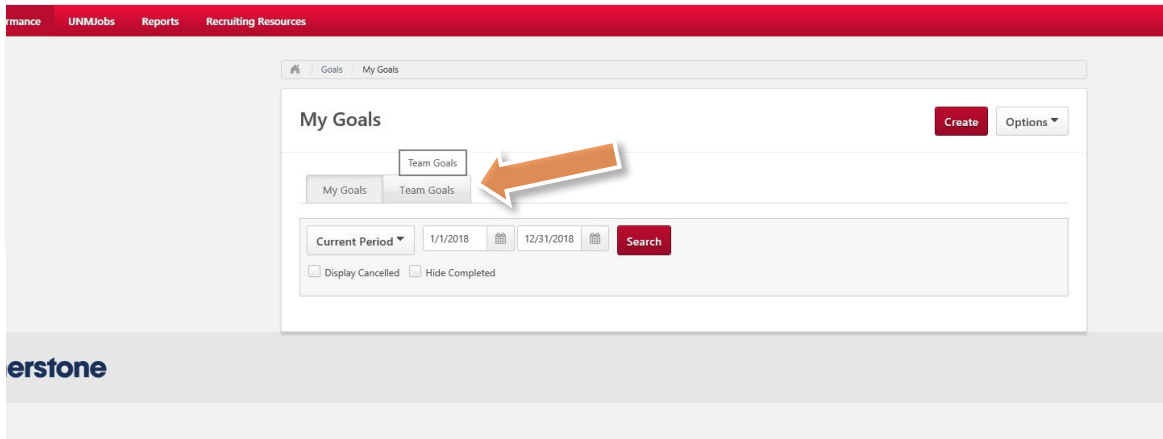 rmance UNMJobs Reports Recruiting Resources
Goals My Goals
My Goals
Create Options
Team Goals
My Goals Team Goals
Current Period 1/1/2018 12/31/2018 Search
Display Cancelled Hide Completed
erstone